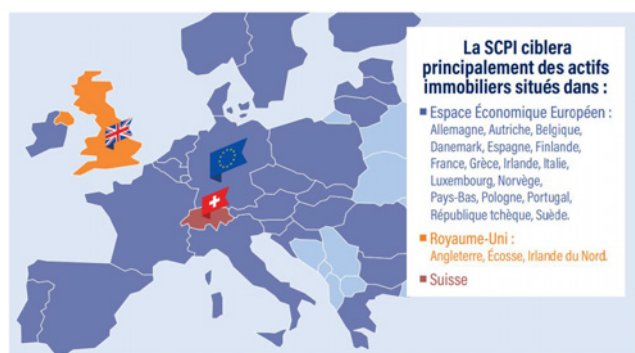 La SCPI ciblera
principalement des actifs
immobiliers situés dans :
Espace Économique Européen :
Allemagne, Autriche, Belgique,
Danemark, Espagne, Finlande,
France, Grèce, Irlande, Italie,
Luxembourg, Norvège,
Pays-Bas, Pologne, Portugal,
République tchèque, Suède.
Royaume-Uni :
Angleterre, Écosse, Irlande du Nord.
Suisse